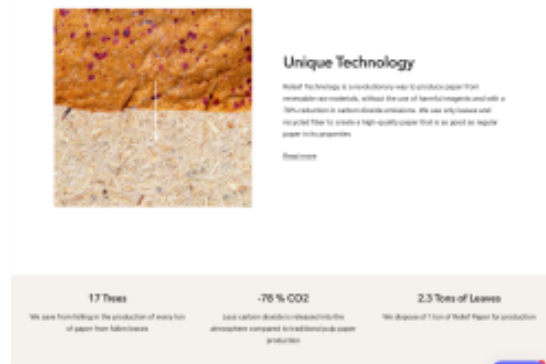 Unique Technology
Releaf Technology is a revolutionary way to produce paper from
renewable raw materials, without the use of harmful reagents and with a
78% reduction in carbon dioxide emissions. We use only leaves and
recycled fiber to create a high-quality paper that is as good as regular
paper in its properties
Read more
17 Trees
-78 % CO2
2.3 Tons of Leaves
We save from felling in the production of every ton
of paper from fallen leaves
Less carbon dioxide is released into the
atmosphere compared to traditional pulp paper
production
We dispose of 1 ton of Relief Paper for production